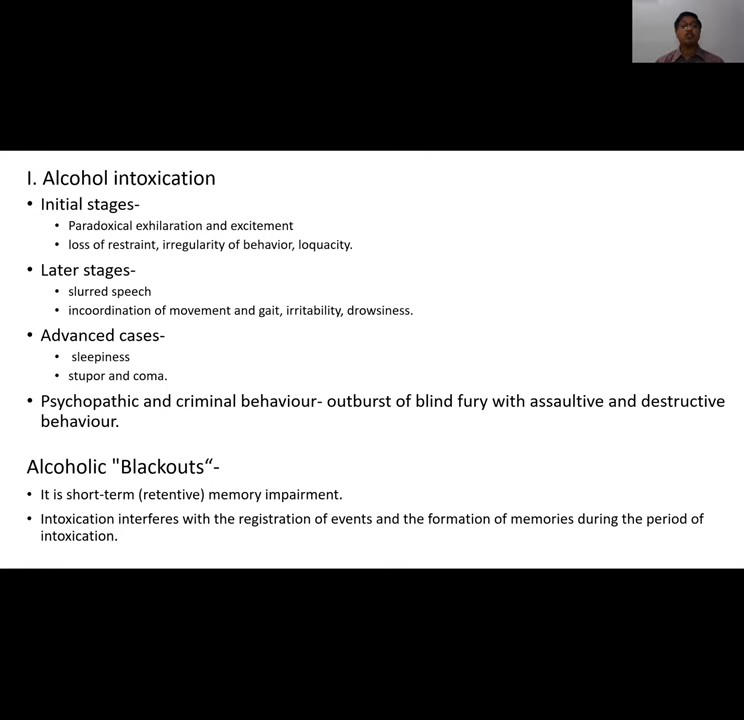 I. Alcohol intoxication
• Initial stages-
• Paradoxical exhilaration and excitement
• loss of restraint, irregularity of behavior, loquacity.
• Later stages-
• slurred speech
• incoordination of movement and gait, irritability, drowsiness.
• Advanced cases-
• sleepiness
• stupor and coma.
• Psychopathic and criminal behaviour- outburst of blind fury with assaultive and destructive
behaviour.
Alcoholic "Blackouts“-
• It is short-term (retentive) memory impairment.
• Intoxication interferes with the registration of events and the formation of memories during the period of
intoxication.